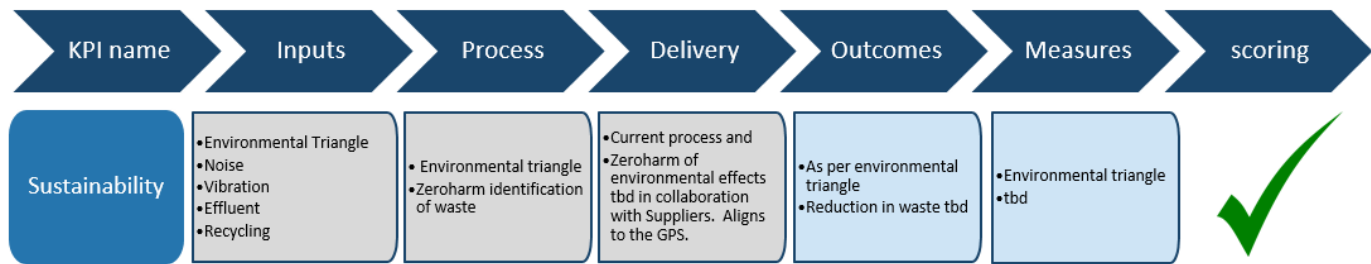 KPI name
Inputs
Process
Delivery
Outcomes
Measures
scoring
Sustainability
•Environmental Triangle
•Noise
•Vibration
•Effluent
•Recycling
• Environmental triangle
•Zeroharm identification
of waste
•Current process and
•Zeroharm of
environmental effects
tbd in collaboration
with Suppliers.  Aligns
to the GPS.
•As per environmental
triangle
•Reduction in waste tbd
•Environmental triangle
•tbd